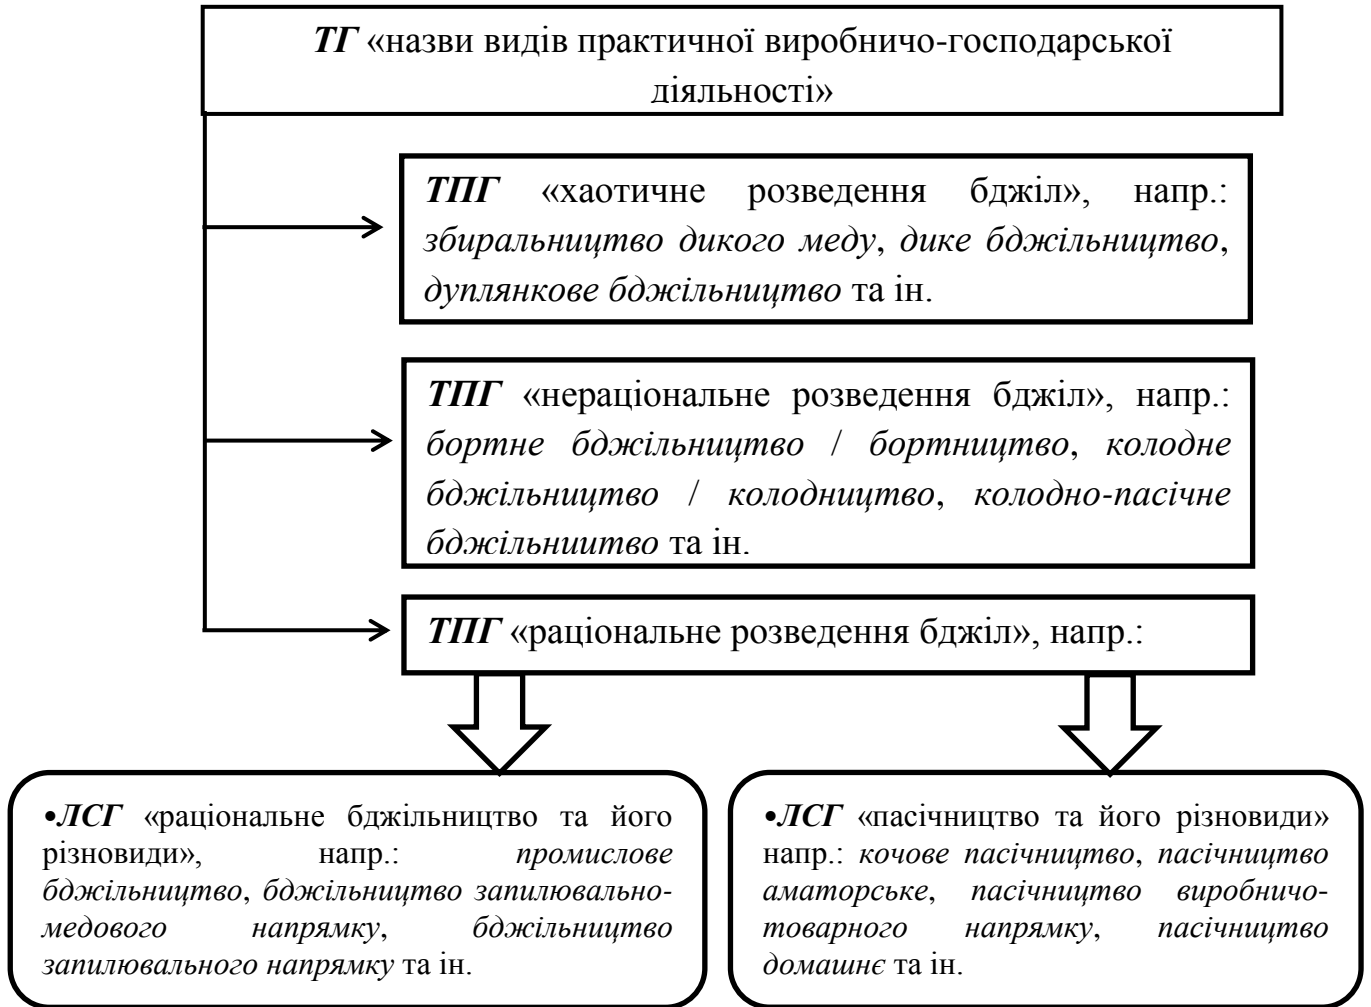 ТГ «назви видів практичної виробничо-господарської
діяльності»
ТПГ «хаотичне розведення бджіл», напр.:
збиральництво дикого меду, дике бджільництво,
дуплянкове бджільництво та ін.
ТПГ «нераціональне розведення бджіл», напр.:
бортне бджільництво / бортництво, колодне
бджільництво / колодництво, колодно-пасічне
бджільництво та ін.
ТПГ «раціональне розведення бджіл», напр.:
•ЛСГ «раціональне бджільництво та його
різновиди», напр.: промислове
бджільництво, бджільництво запилювально-
медового напрямку, бджільництво
запилювального напрямку та ін.
•ЛСГ «пасічництво та його різновиди»
напр.: кочове пасічництво, пасічництво
аматорське, пасічництво виробничо-
товарного напрямку, пасічництво
домашнє та ін.